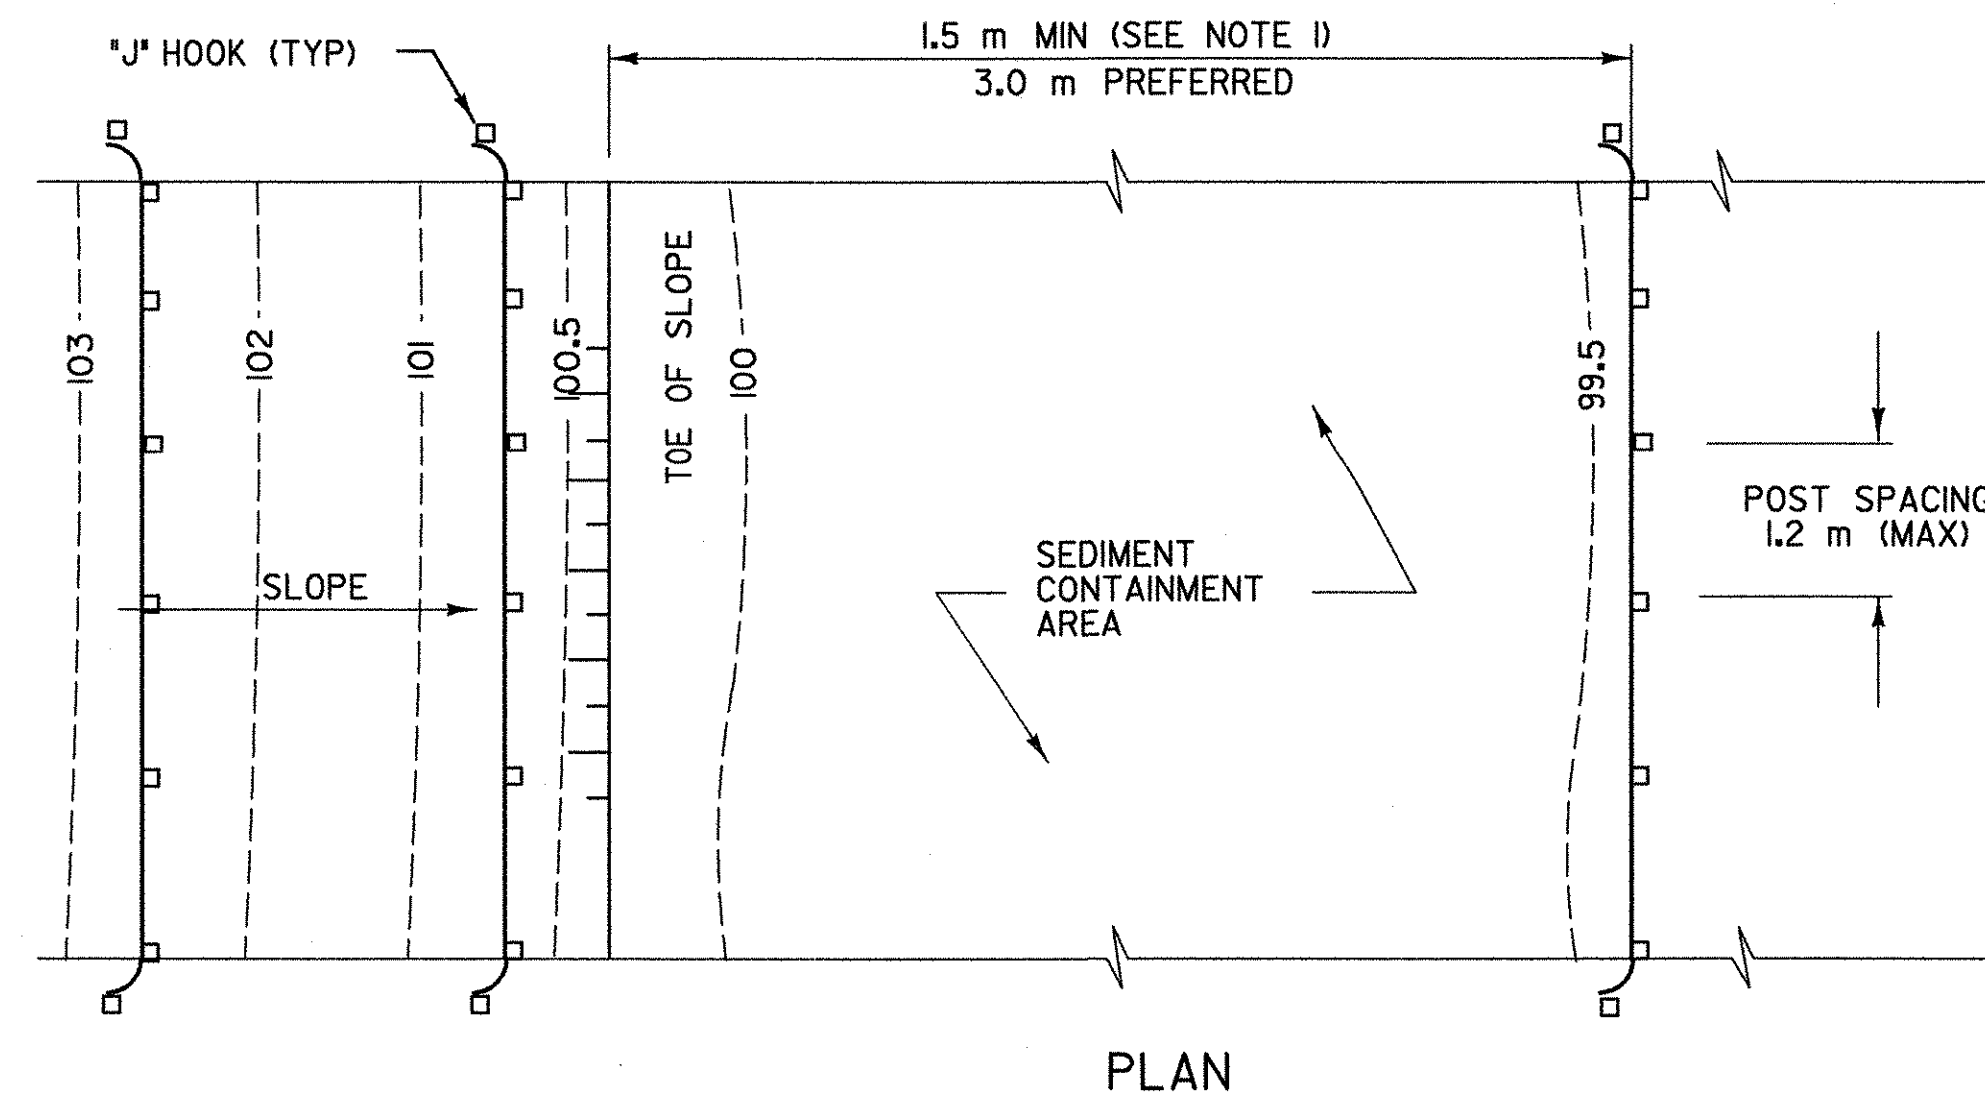 "J" HOOK (TYP)
1.5 m MIN (SEE NOTE 1)
3.0 m PREFERRED
103
102
101
100.5
TOE OF SLOPE
100
99.5
SLOPE
SEDIMENT
CONTAINMENT
AREA
POST SPACING
1.2 m (MAX)
PLAN